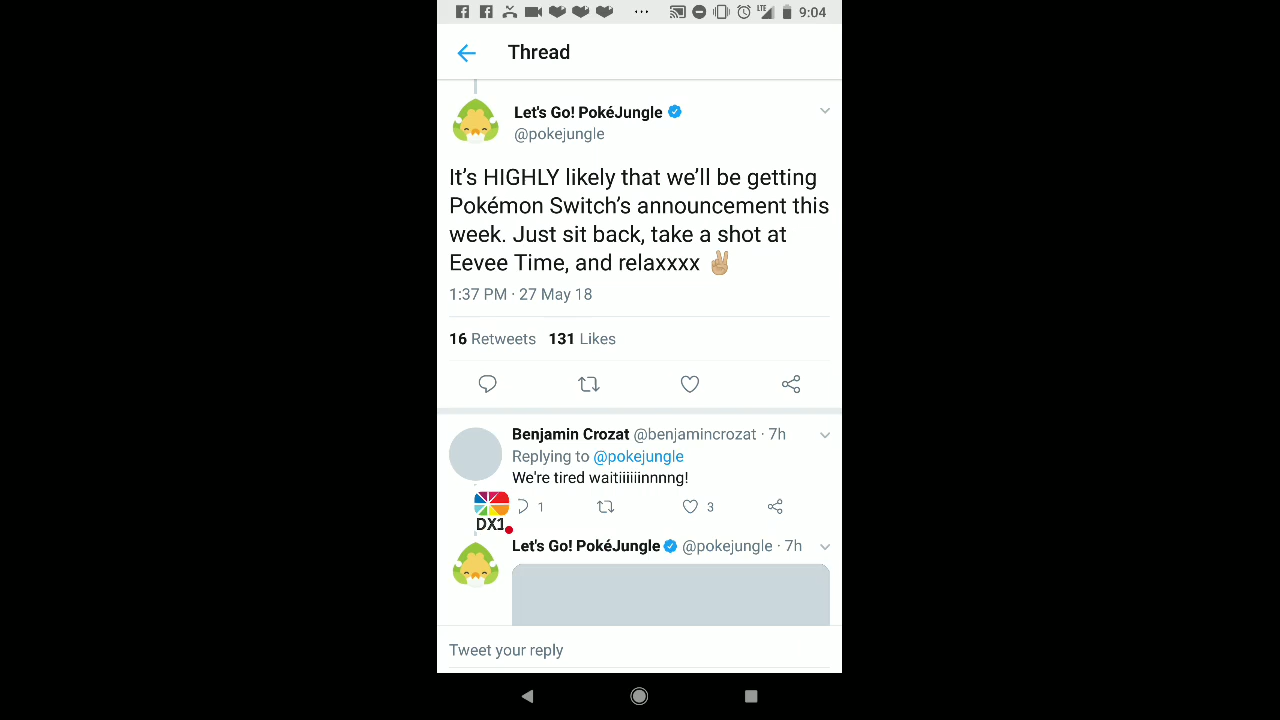 LTE 9:04
Thread
Let's Go! PokéJungle
@pokejungle
It’s HIGHLY likely that we’ll be getting
Pokémon Switch’s announcement this
week. Just sit back, take a shot at
Eevee Time, and relaxxxx ✌🏼
1:37 PM · 27 May 18
16 Retweets 131 Likes
Benjamin Crozat @benjamincrozat · 7h
Replying to @pokejungle
We're tired waitiiiiiinnnng!
1 3
DX1
Let's Go! PokéJungle @pokejungle · 7h
Tweet your reply